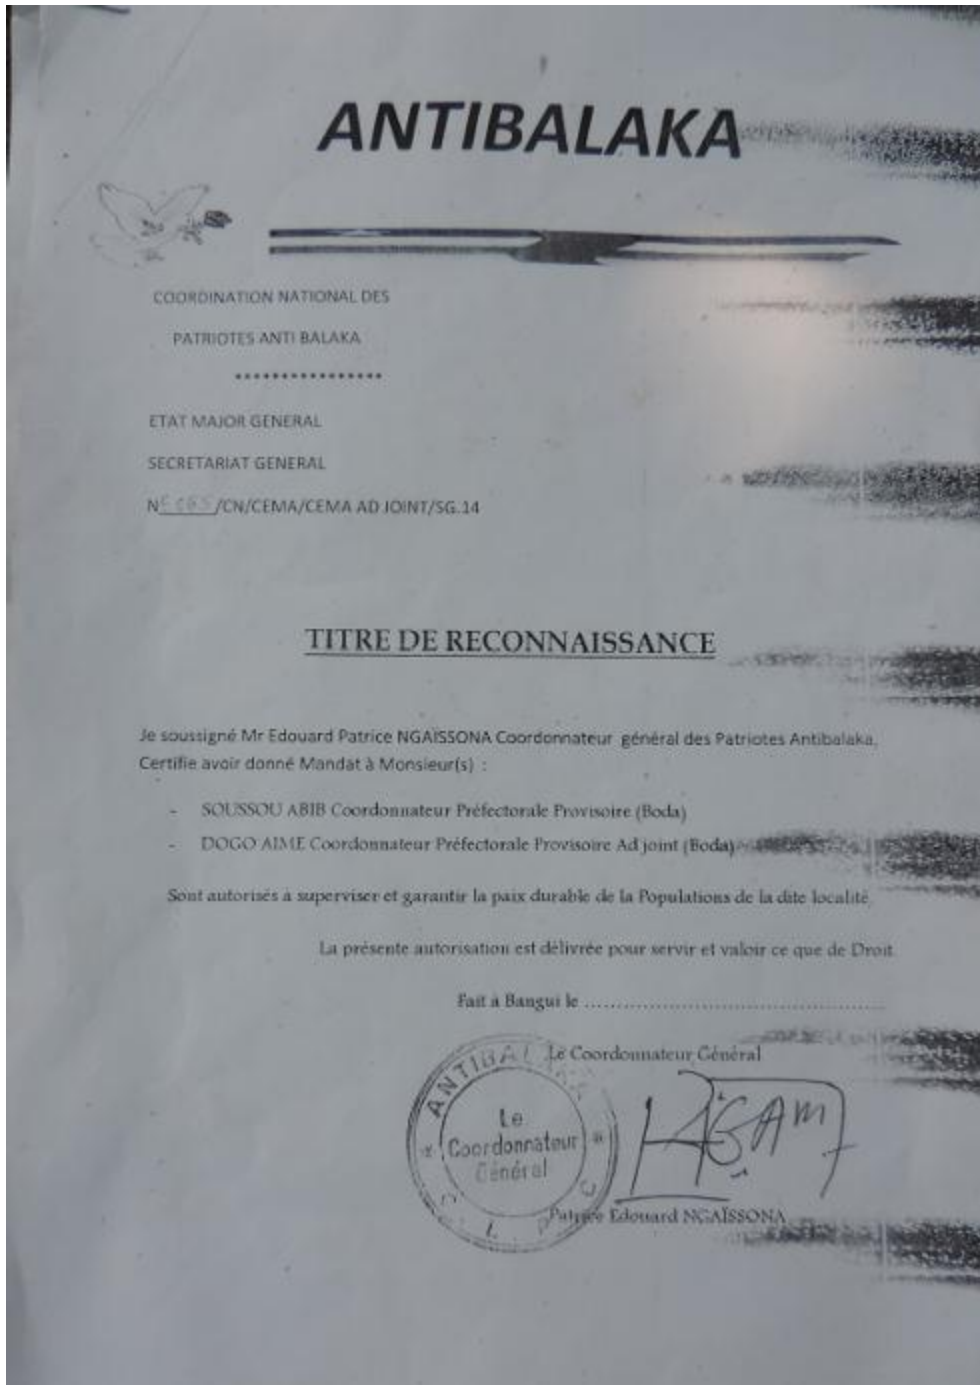 ANTIBALAKA
COORDINATION NATIONAL DES
PATRIOTES ANTI BALAKA
****************
ETAT MAJOR GENERAL
SECRETARIAT GENERAL
N /CN/CEMA/CEMA AD JOINT/SG.14
TITRE DE RECONNAISSANCE
Je soussigné Mr Edouard Patrice NGAÏSSONA Coordonnateur général des Patriotes Antibalaka.
Certifie avoir donné Mandat à Monsieur(s) :
- SOUSSOU ABIB Coordonnateur Préfectorale Provisoire (Boda)
- DOGO AIME Coordonnateur Préfectorale Provisoire Ad joint (Boda)
Sont autorisés à superviser et garantir la paix durable de la Populations de la dite localité.
La présente autorisation est délivrée pour servir et valoir ce que de Droit
Fait à Bangui le ................................................
Le Coordonnateur Général
ANTIBALAKA
Le
Coordonnateur
Général
Patrice Edouard NGAÏSSONA